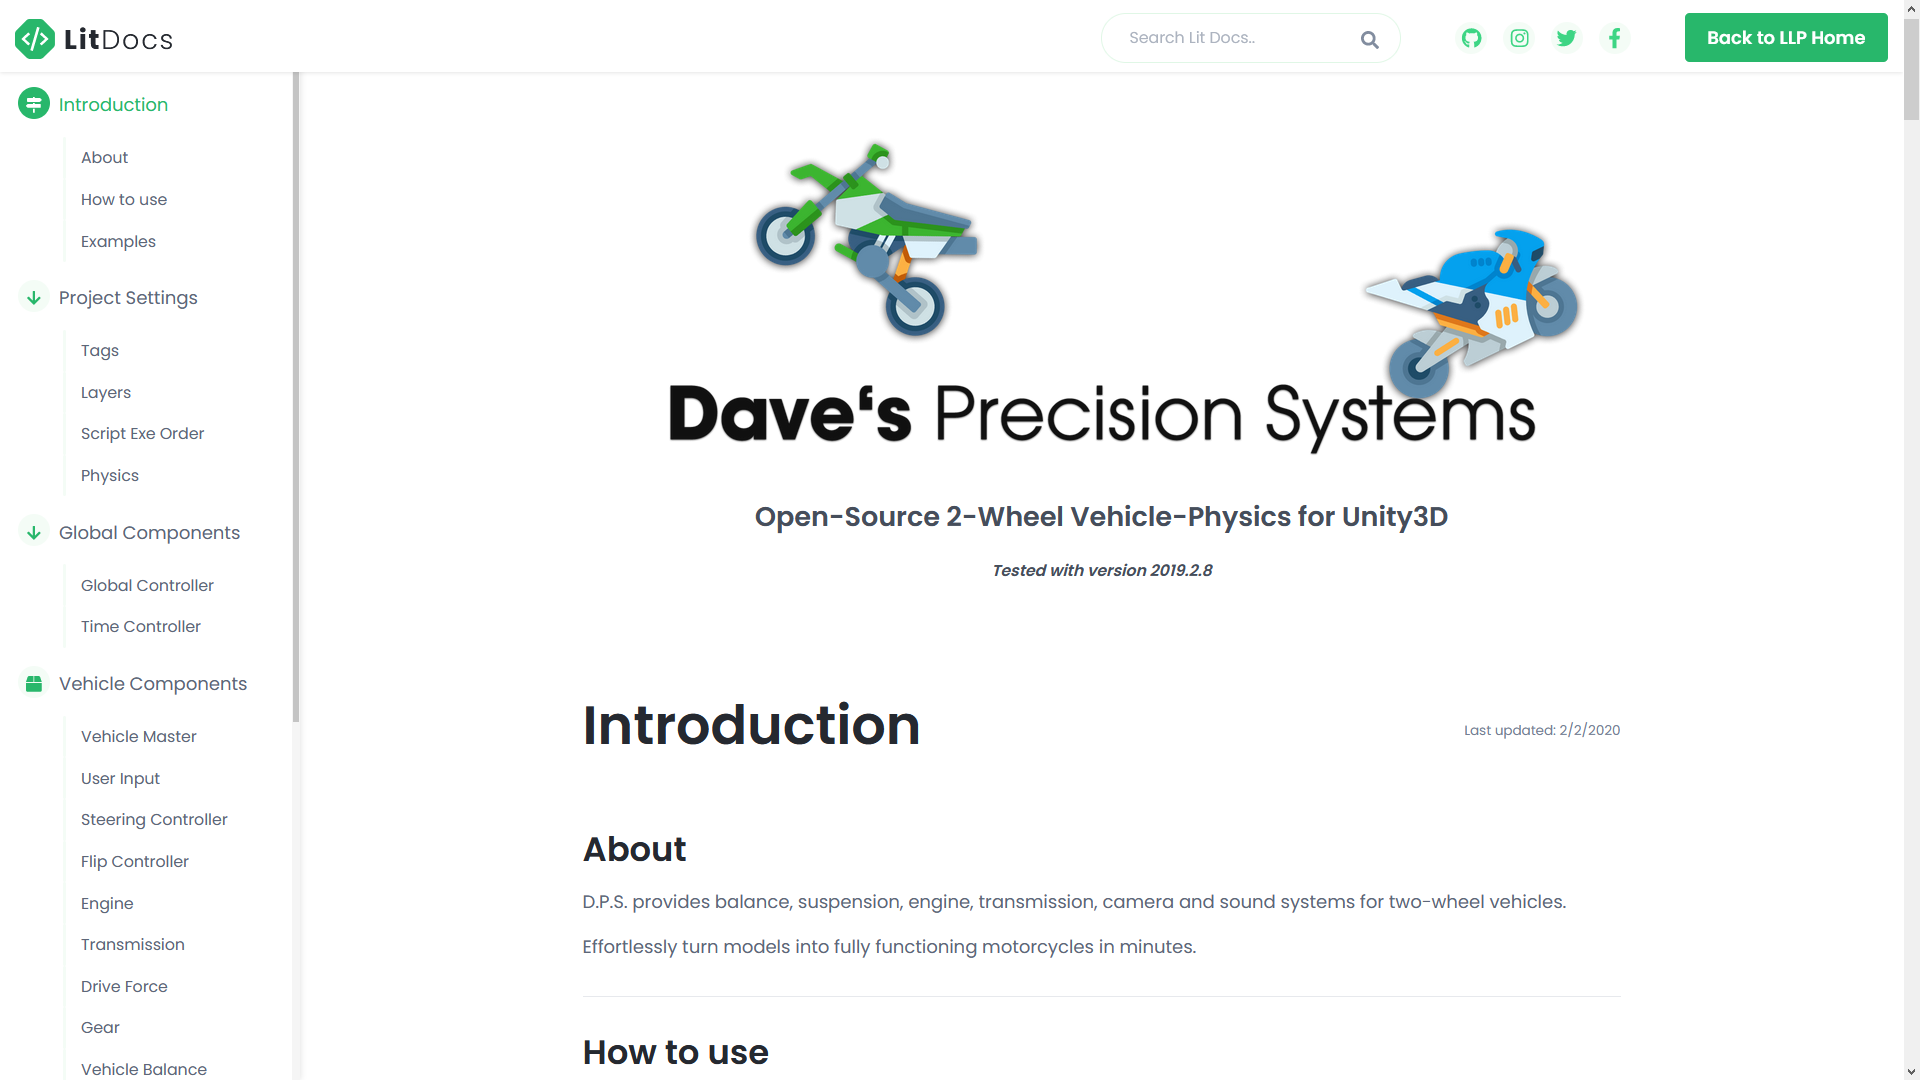 LitDocs
Search Lit Docs..
Back to LLP Home
Introduction
About
How to use
Examples
Project Settings
Tags
Layers
Script Exe Order
Physics
Global Components
Global Controller
Time Controller
Vehicle Components
Vehicle Master
User Input
Steering Controller
Flip Controller
Engine
Transmission
Drive Force
Gear
Vehicle Balance
Dave‘s Precision Systems
Open-Source 2-Wheel Vehicle-Physics for Unity3D
Tested with version 2019.2.8
Introduction
Last updated: 2/2/2020
About
D.P.S. provides balance, suspension, engine, transmission, camera and sound systems for two-wheel vehicles.
Effortlessly turn models into fully functioning motorcycles in minutes.
How to use